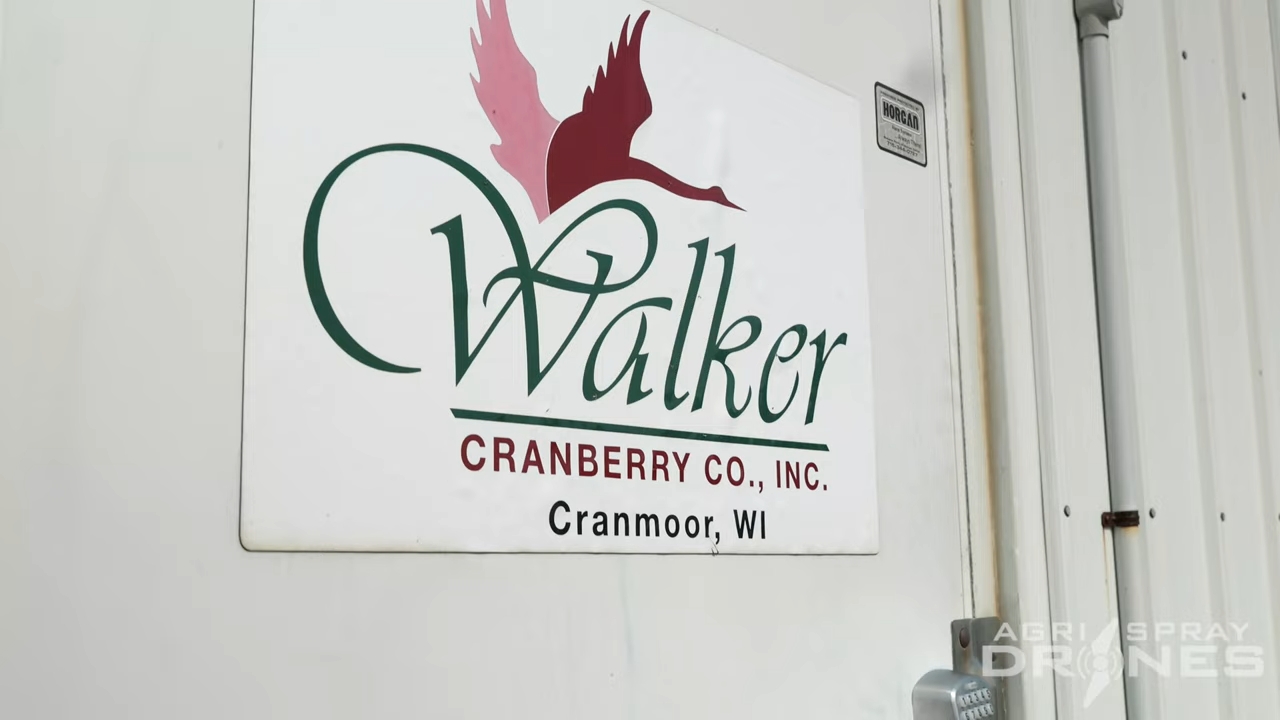 Walker
CRANBERRY CO., INC.
Cranmoor, WI
HORGAN
AGRI SPRAY
DRONES